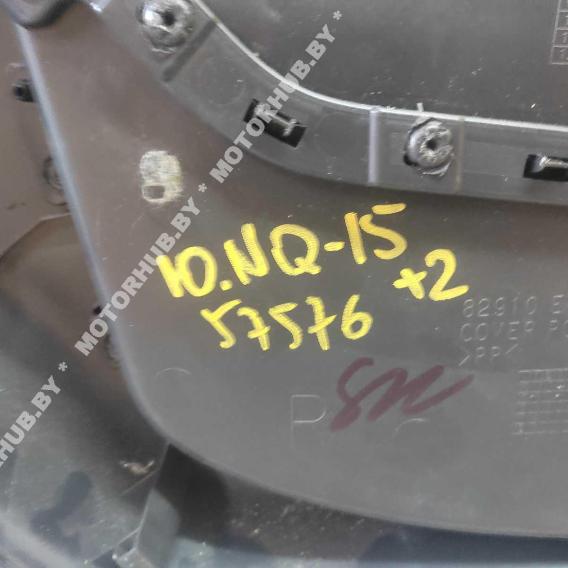 MOTORHUB.BY * MOTORHUB.BY * MOTORHUB.BY
10.NQ-15
57576 +2
82910
COVER
>PP<